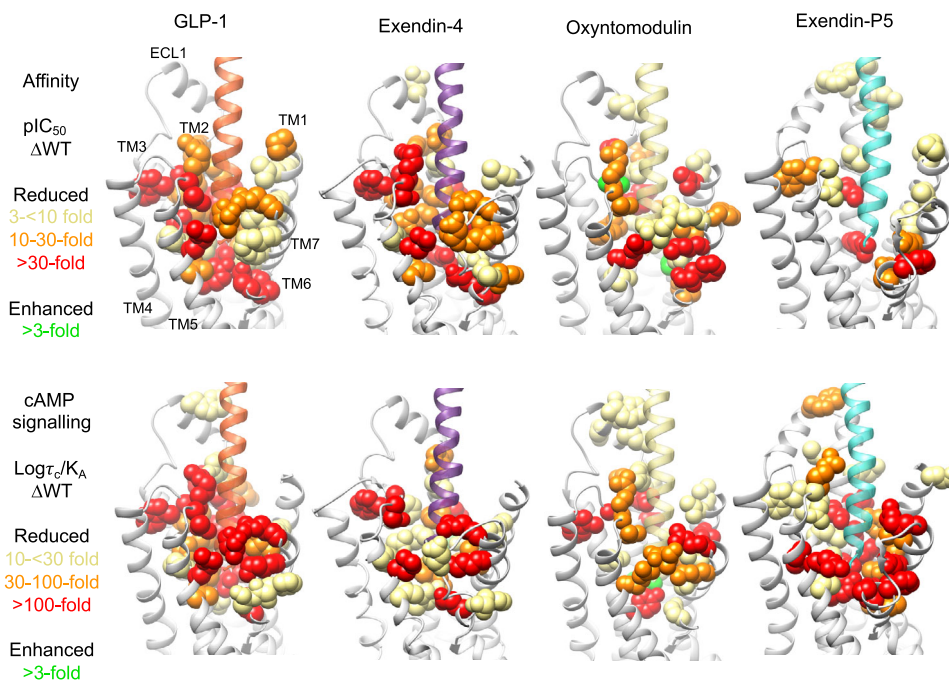 GLP-1
Exendin-4
Oxyntomodulin
Exendin-P5
ECL1
Affinity
pIC50
ΔWT
TM1
TM2
TM3
Reduced
3-<10 fold
10-30-fold
>30-fold
TM7
TM6
TM4
TM5
Enhanced
>3-fold
cAMP
signalling
Logτc/KA
ΔWT
Reduced
10-<30 fold
30-100-fold
>100-fold
Enhanced
>3-fold